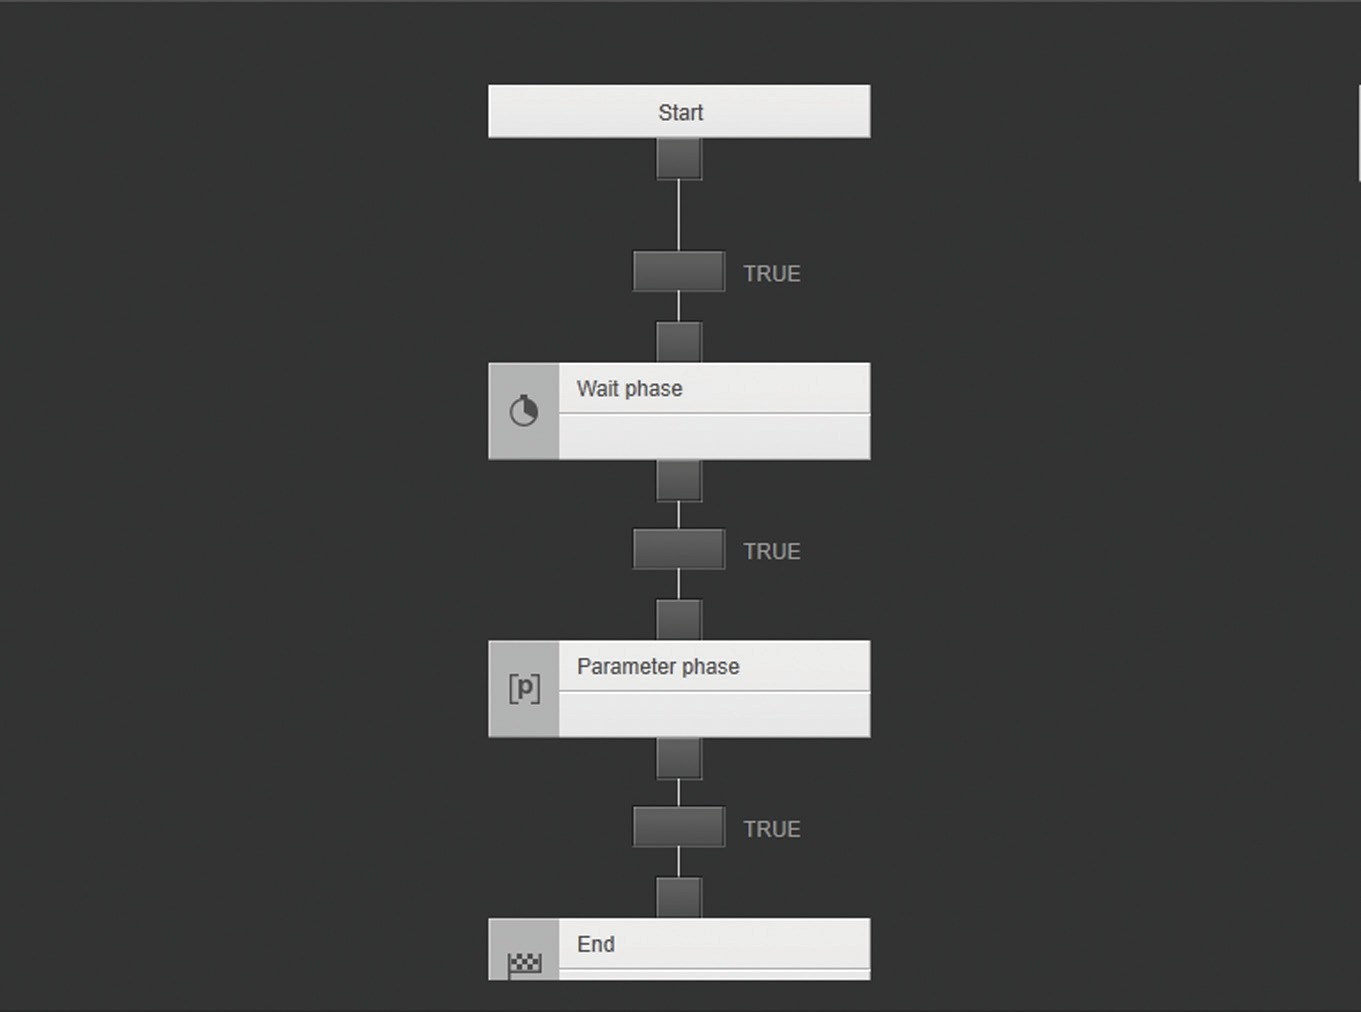 Start
TRUE
Wait phase
TRUE
[p]
Parameter phase
TRUE
End